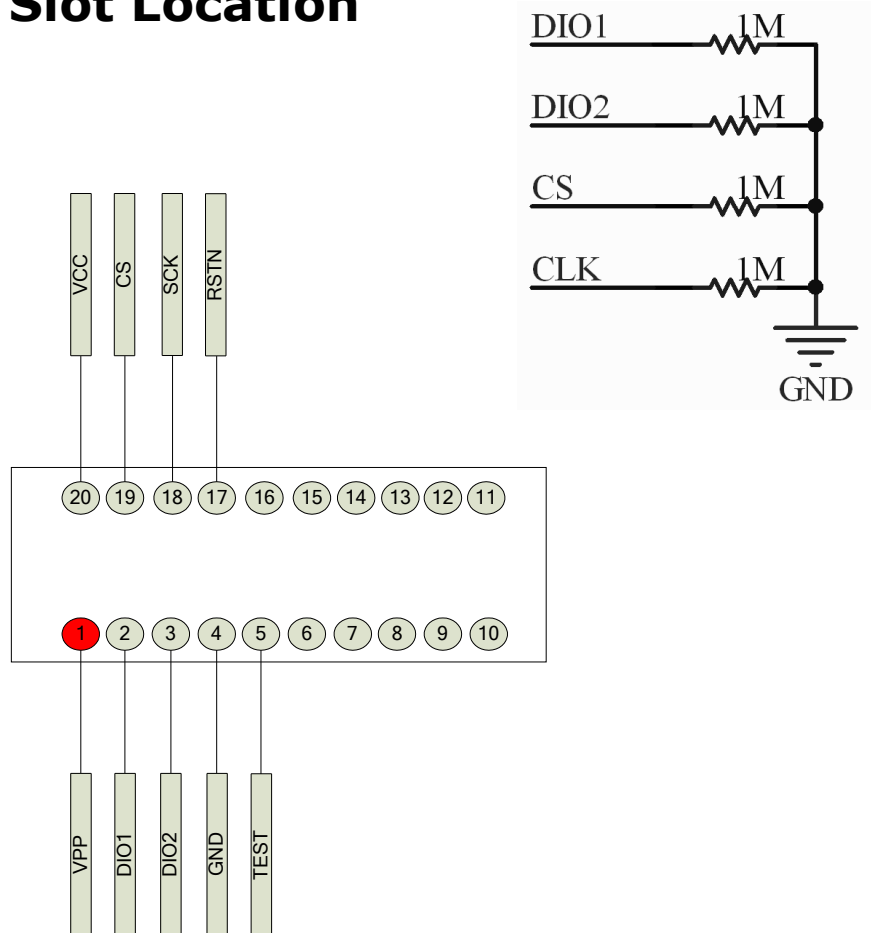 Slot Location
DIO1 1M
DIO2 1M
CS 1M
CLK 1M
GND
VCC CS SCK RSTN
20 19 18 17 16 15 14 13 12 11
1 2 3 4 5 6 7 8 9 10
VPP DIO1 DIO2 GND TEST